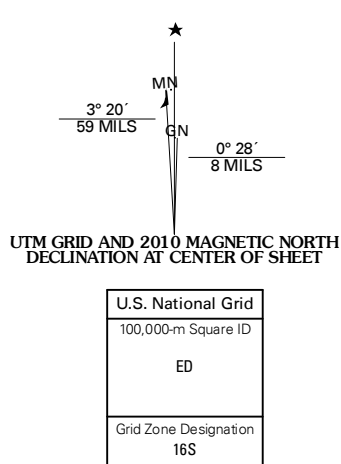 ★
MN
3° 20´
59 MILS
GN
0° 28´
8 MILS
UTM GRID AND 2010 MAGNETIC NORTH
DECLINATION AT CENTER OF SHEET
U.S. National Grid
100,000-m Square ID
ED
Grid Zone Designation
16S